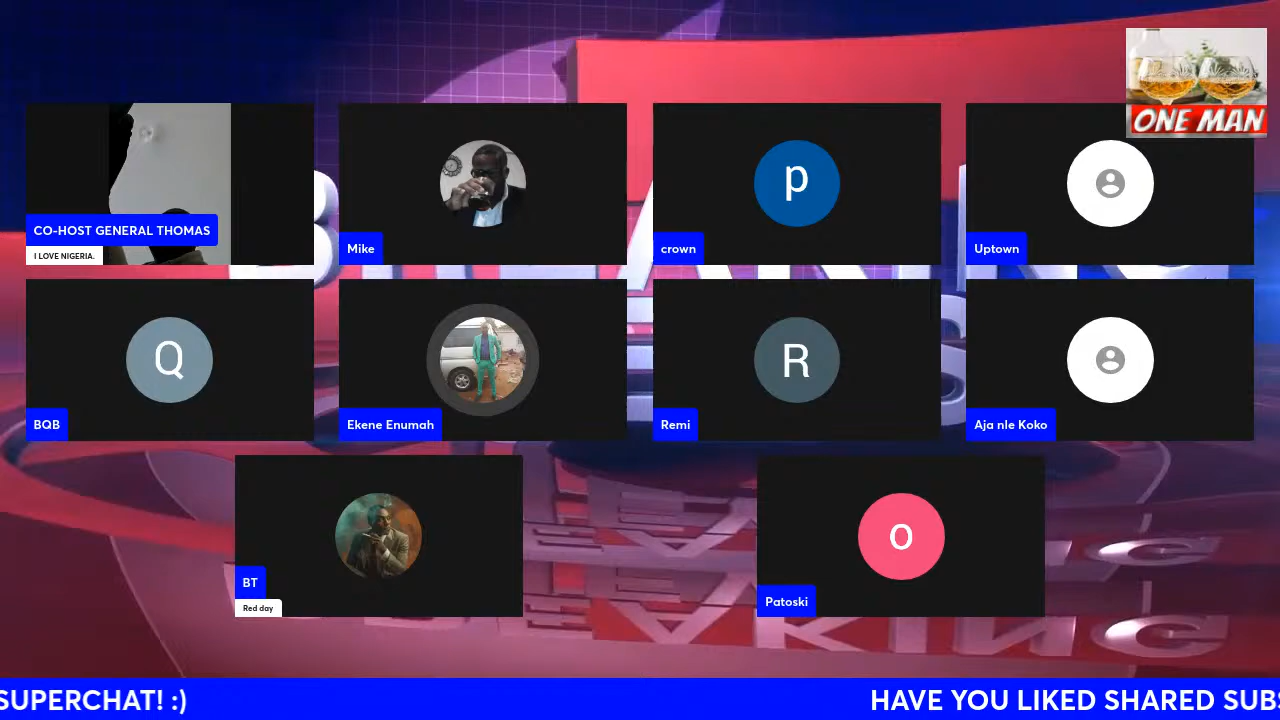 ONE MAN
CO-HOST GENERAL THOMAS
I LOVE NIGERIA.
Mike
p
crown
Uptown
Q
BQB
Ekene Enumah
R
Remi
Aja nle Koko
BT
Red day
o
Patoski
SUPERCHAT! :)
HAVE YOU LIKED SHARED SUBS